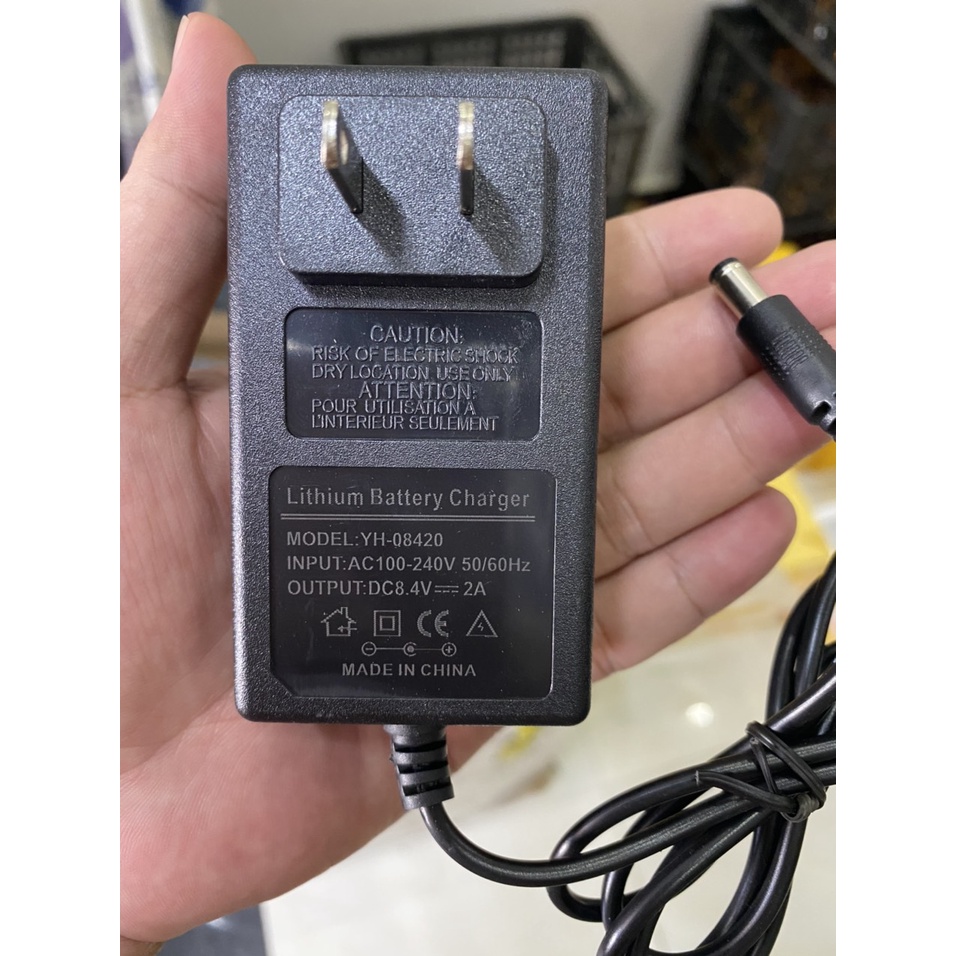 CAUTION:
RISK OF ELECTRIC SHOCK
DRY LOCATION USE ONLY
ATTENTION:
POUR UTILISATION À
L'INTERIEUR SEULEMENT
Lithium Battery Charger
MODEL:YH-08420
INPUT:AC100-240V 50/60Hz
OUTPUT:DC8.4V⎓2A
CE
MADE IN CHINA